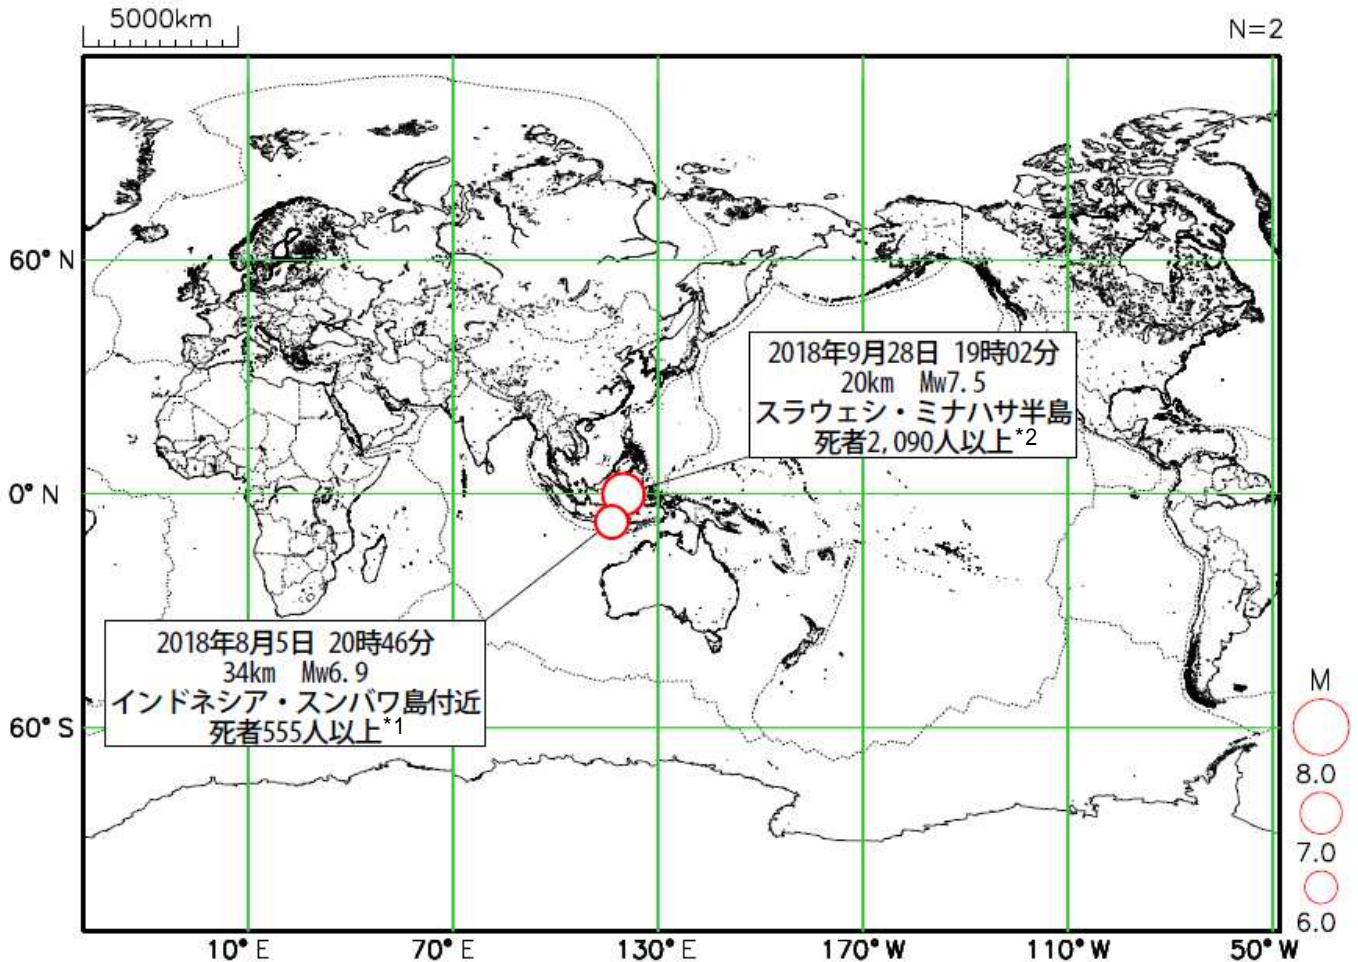 5000km
N=2
60°N
2018年9月28日 19時02分
20km Mw7.5
スラウェシ・ミナハサ半島
死者2,090人以上*2
0°N
2018年8月5日 20時46分
34km Mw6.9
インドネシア・スンバワ島付近
死者555人以上*1
60°S
M
8.0
7.0
6.0
10°E 70°E 130°E 170°W 110°W 50°W